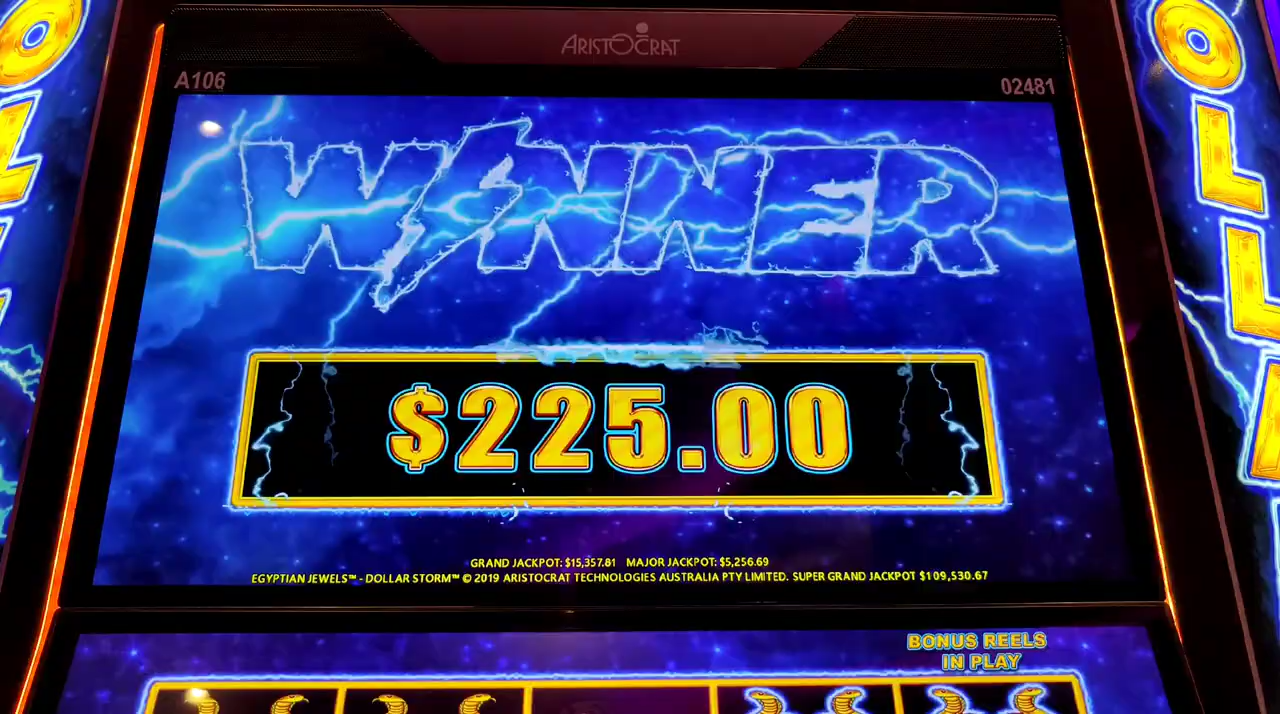 ARISTOCRAT
A106
02481
WINNER
$225.00
GRAND JACKPOT: $15,357.81 MAJOR JACKPOT: $5,256.69
EGYPTIAN JEWELS™ - DOLLAR STORM™ © 2019 ARISTOCRAT TECHNOLOGIES AUSTRALIA PTY LIMITED. SUPER GRAND JACKPOT $109,530.67
BONUS REELS
IN PLAY